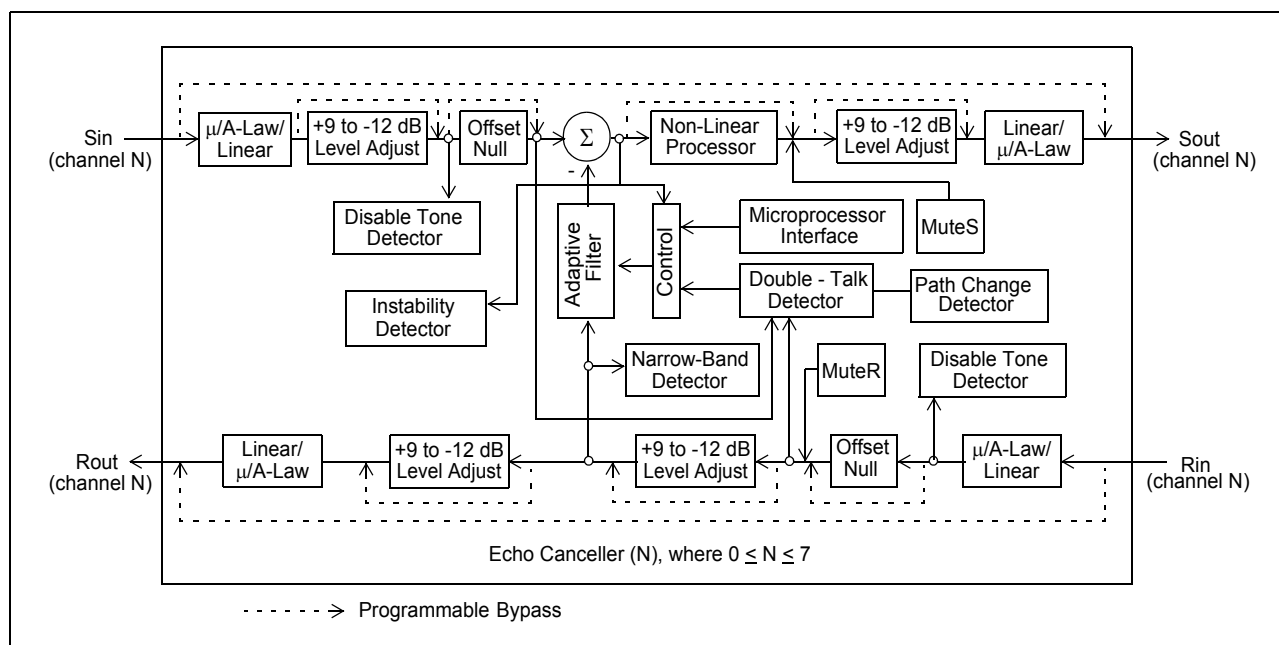 Sin
(channel N)
μ/A-Law/
Linear
+9 to -12 dB
Level Adjust
Offset
Null
Σ
-
Non-Linear
Processor
+9 to -12 dB
Level Adjust
Linear/
μ/A-Law
Sout
(channel N)
Disable Tone
Detector
Adaptive
Filter
Control
Microprocessor
Interface
MuteS
Instability
Detector
Double - Talk
Detector
Path Change
Detector
Narrow-Band
Detector
MuteR
Disable Tone
Detector
Rout
(channel N)
Linear/
μ/A-Law
+9 to -12 dB
Level Adjust
+9 to -12 dB
Level Adjust
Offset
Null
μ/A-Law/
Linear
Rin
(channel N)
Echo Canceller (N), where 0 ≤ N ≤ 7
Programmable Bypass